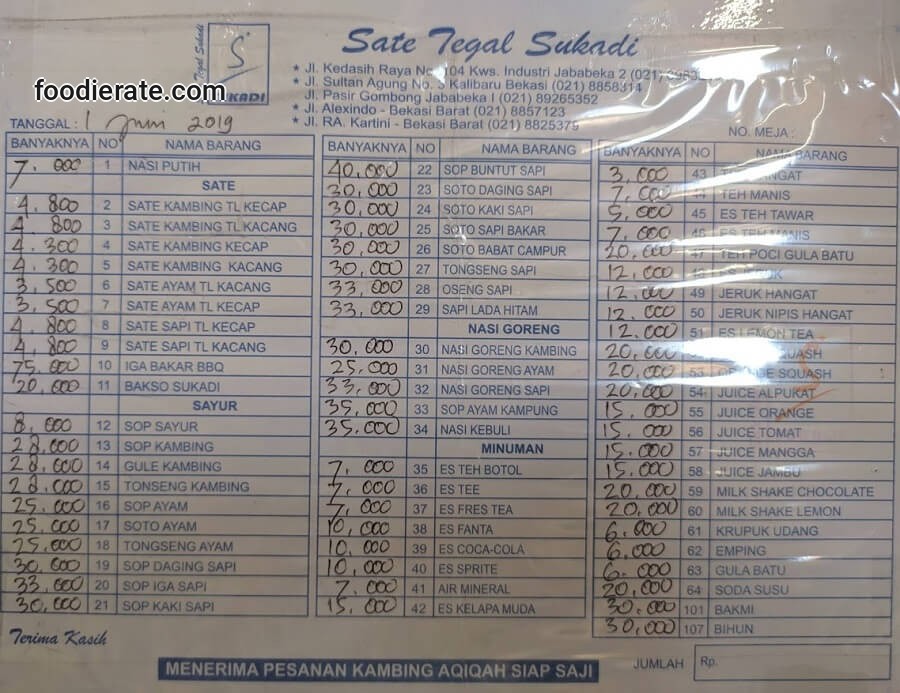 Tegal Sukadi
S
SUKADI
foodierate.com
Sate Tegal Sukadi
* Jl. Kedasih Raya No. 104 Kws. Industri Jababeka 2 (021)
* Jl. Sultan Agung No. 3 Kalibaru Bekasi (021) 8858314
Jl. Pasir Gombong Jababeka I (021) 89265352
* Jl. Alexindo - Bekasi Barat (021) 8857123
* Jl. RA. Kartini - Bekasi Barat (021) 8825379
TANGGAL : 1 Juni 2019
NO. MEJA :
BANYAKNYA NO NAMA BARANG
7.000 1 NASI PUTIH
SATE
4.800 2 SATE KAMBING TL KECAP
4.800 3 SATE KAMBING TL KACANG
4.300 4 SATE KAMBING KECAP
4.300 5 SATE KAMBING KACANG
3.500 6 SATE AYAM TL KACANG
3.500 7 SATE AYAM TL KECAP
4.800 8 SATE SAPI TL KECAP
4.800 9 SATE SAPI TL KACANG
75.000 10 IGA BAKAR BBQ
20.000 11 BAKSO SUKADI
SAYUR
8.000 12 SOP SAYUR
28.000 13 SOP KAMBING
28.000 14 GULE KAMBING
28.000 15 TONSENG KAMBING
25.000 16 SOP AYAM
25.000 17 SOTO AYAM
25.000 18 TONGSENG AYAM
30.000 19 SOP DAGING SAPI
33.000 20 SOP IGA SAPI
30.000 21 SOP KAKI SAPI
BANYAKNYA NO NAMA BARANG
40.000 22 SOP BUNTUT SAPI
30.000 23 SOTO DAGING SAPI
30.000 24 SOTO KAKI SAPI
30.000 25 SOTO SAPI BAKAR
30.000 26 SOTO BABAT CAMPUR
30.000 27 TONGSENG SAPI
33.000 28 OSENG SAPI
33.000 29 SAPI LADA HITAM
NASI GORENG
30.000 30 NASI GORENG KAMBING
25.000 31 NASI GORENG AYAM
33.000 32 NASI GORENG SAPI
35.000 33 SOP AYAM KAMPUNG
35.000 34 NASI KEBULI
MINUMAN
7.000 35 ES TEH BOTOL
7.000 36 ES TEE
7.000 37 ES FRES TEA
10.000 38 ES FANTA
10.000 39 ES COCA-COLA
10.000 40 ES SPRITE
7.000 41 AIR MINERAL
15.000 42 ES KELAPA MUDA
BANYAKNYA NO NAMA BARANG
3.000 43
7.000 44 TEH MANIS
5.000 45 ES TEH TAWAR
7.000 46 ES TEH MANIS
20.000 47 TEH POCI GULA BATU
12.000 48 ES JERUK
12.000 49 JERUK HANGAT
12.000 50 JERUK NIPIS HANGAT
12.000 51 ES LEMON TEA
20.000 SQUASH
20.000 53 ORANGE SQUASH
20.000 54 JUICE ALPUKAT
15.000 55 JUICE ORANGE
15.000 56 JUICE TOMAT
15.000 57 JUICE MANGGA
15.000 58 JUICE JAMBU
20.000 59 MILK SHAKE CHOCOLATE
20.000 60 MILK SHAKE LEMON
6.000 61 KRUPUK UDANG
6.000 62 EMPING
6.000 63 GULA BATU
20.000 64 SODA SUSU
30.000 101 BAKMI
30.000 107 BIHUN
Terima Kasih
MENERIMA PESANAN KAMBING AQIQAH SIAP SAJI
JUMLAH Rp.